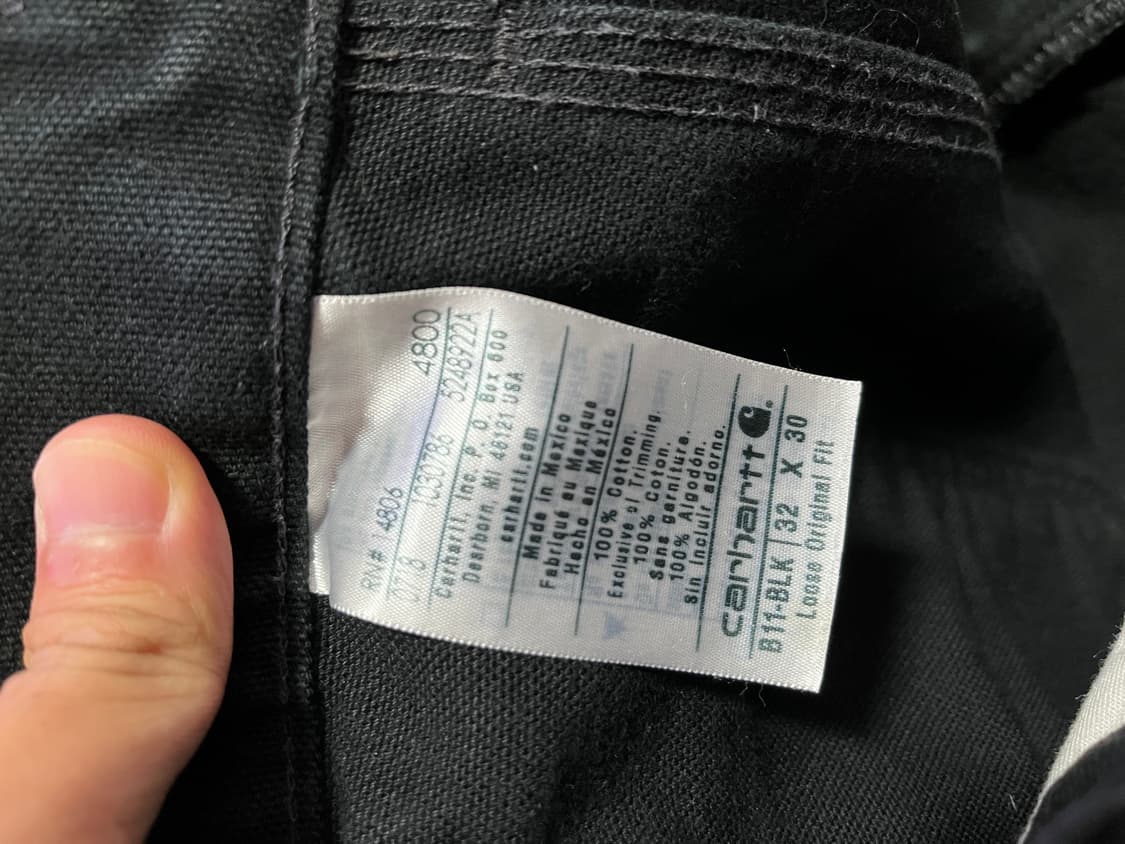 carhartt
B11-BLK | 32 X 30
Loose Original Fit
100% Cotton.
Exclusive of Trimming.
100% Coton.
Sans garniture.
100% Algodón.
Sin incluir adorno.
Made in Mexico
Fabriqué au Mexique
Hecho en México
Carhartt, Inc. P. O. Box 600
Dearborn, MI 48121 USA
carhartt.com
RN# 14806 4800
07/8 1030786 5248922A